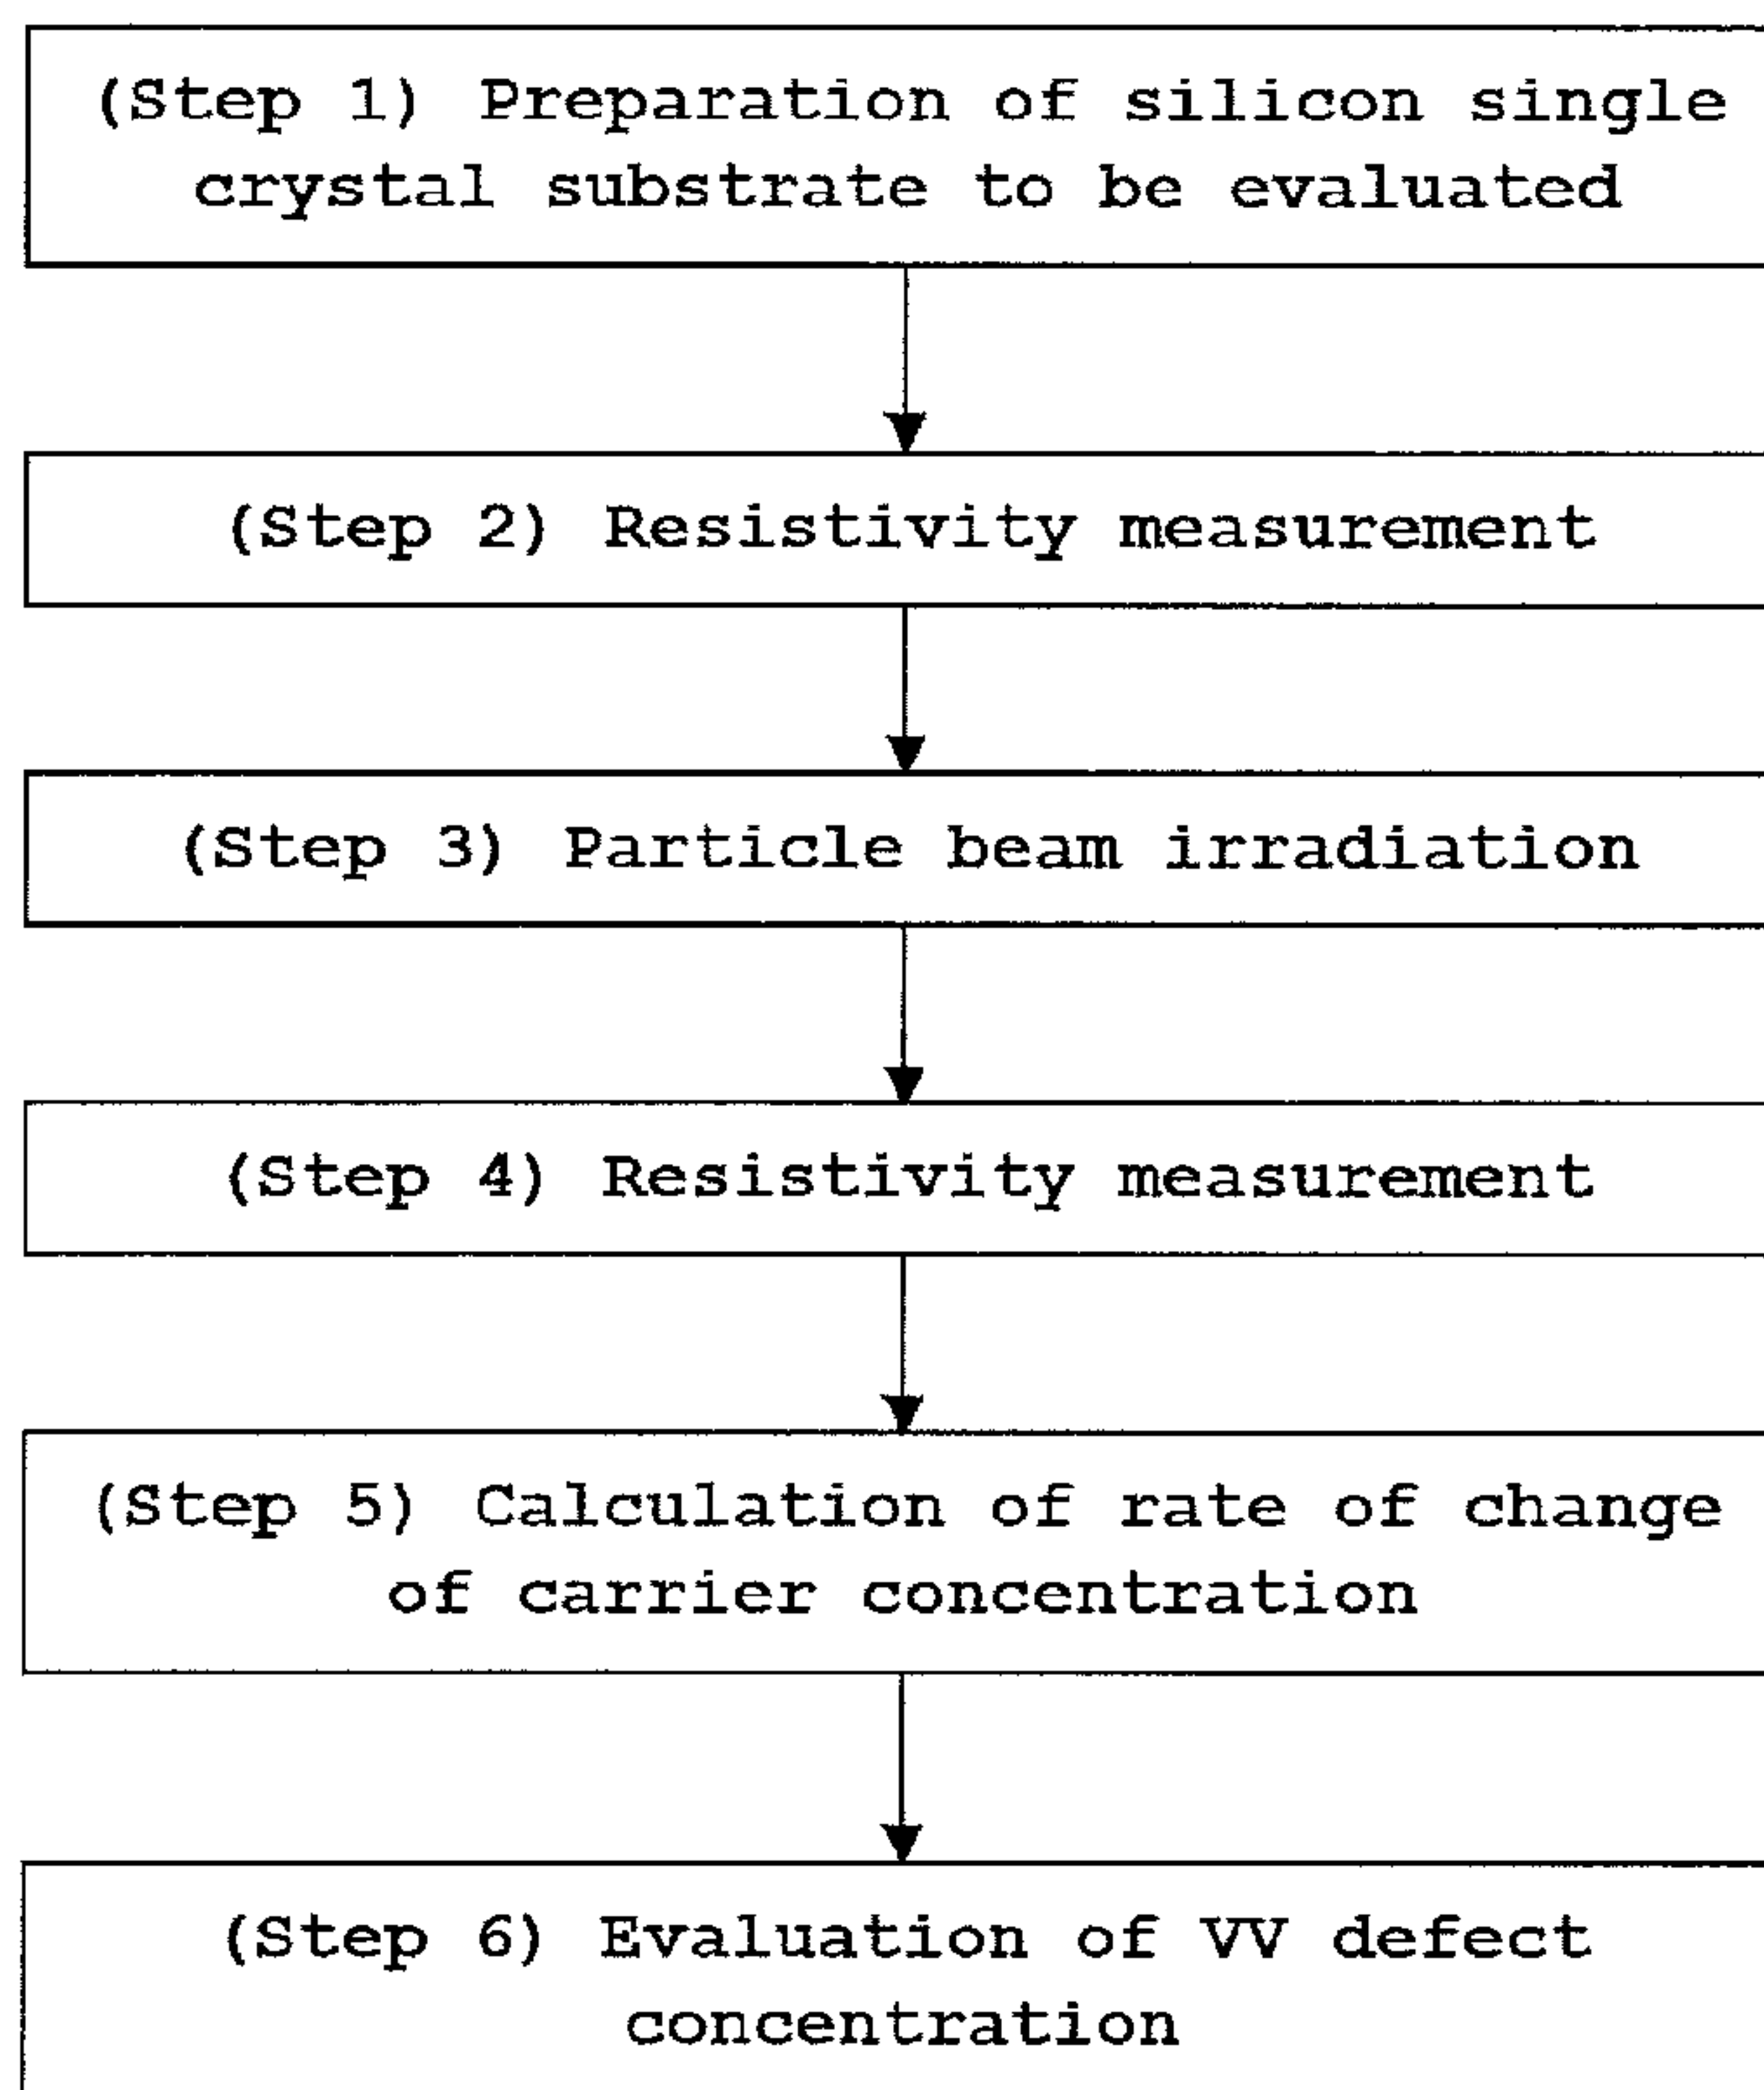 (Step 1) Preparation of silicon single
crystal substrate to be evaluated
(Step 2) Resistivity measurement
(Step 3) Particle beam irradiation
(Step 4) Resistivity measurement
(Step 5) Calculation of rate of change
of carrier concentration
(Step 6) Evaluation of VV defect
concentration